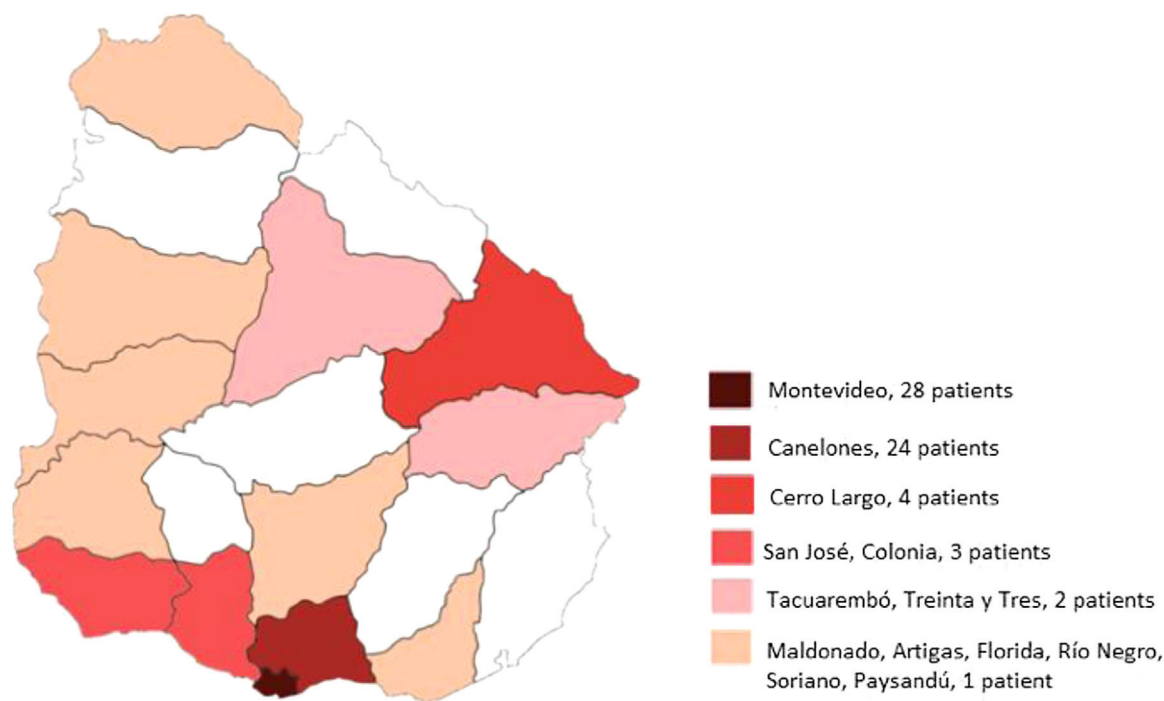 Montevideo, 28 patients
Canelones, 24 patients
Cerro Largo, 4 patients
San José, Colonia, 3 patients
Tacuarembó, Treinta y Tres, 2 patients
Maldonado, Artigas, Florida, Río Negro,
Soriano, Paysandú, 1 patient